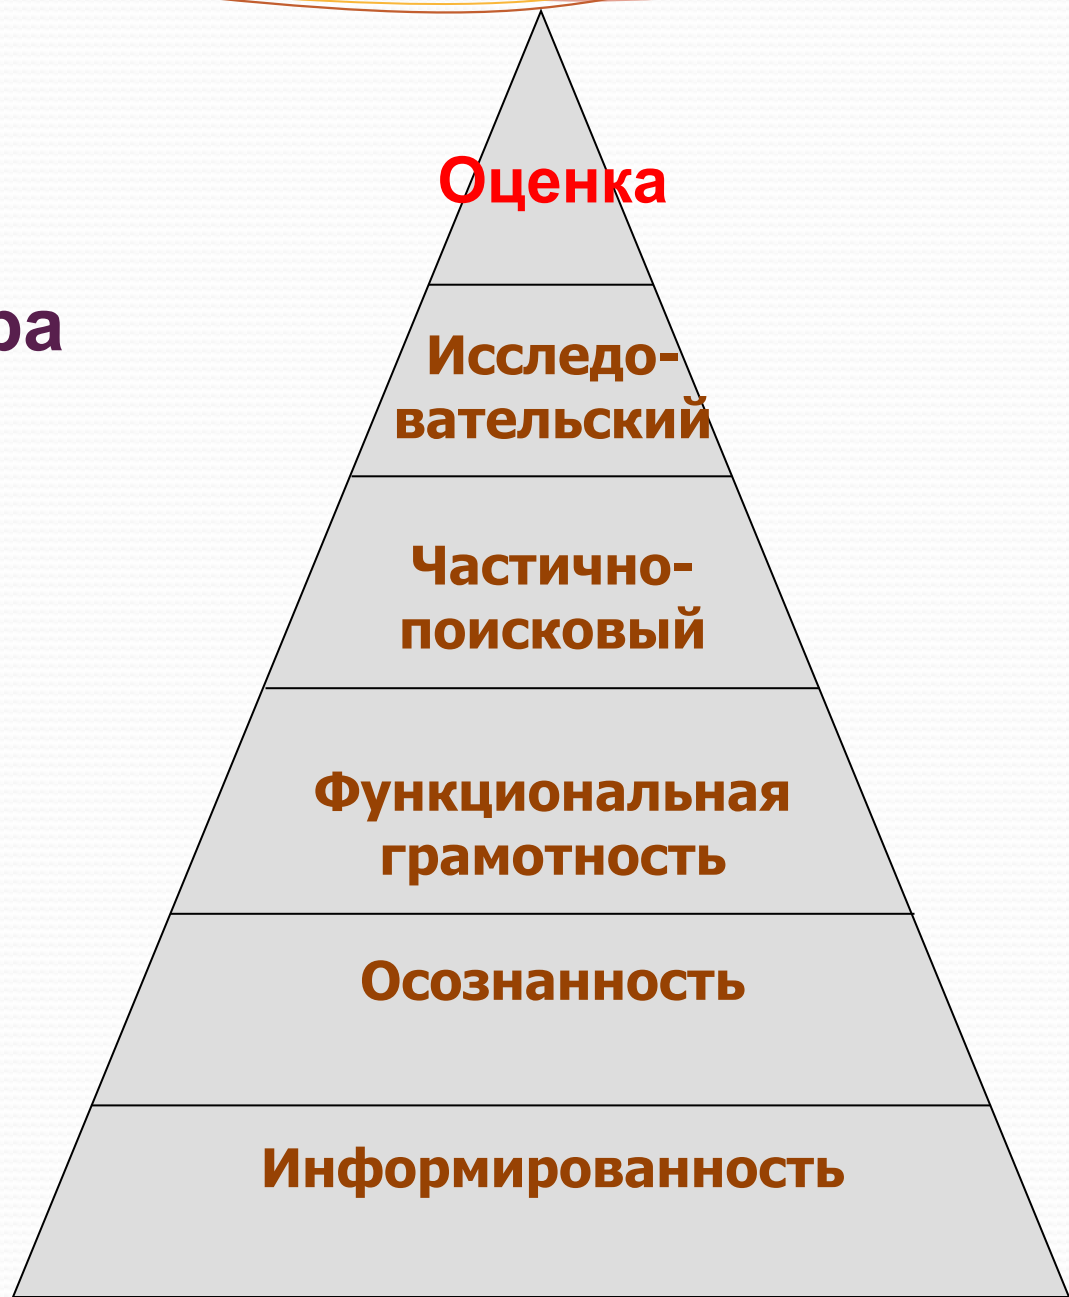 Оценка
ра
Исследо-
вательский
Частично-
поисковый
Функциональная
грамотность
Осознанность
Информированность